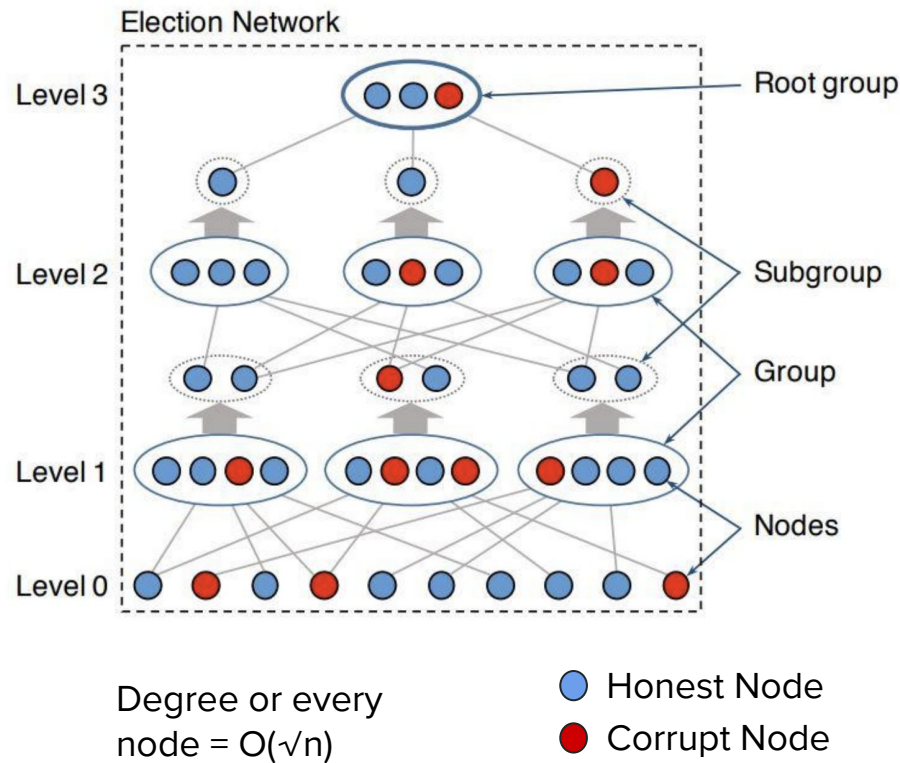 Election Network
Level 3
Root group
Level 2
Subgroup
Group
Level 1
Nodes
Level 0
Degree or every
node = O(√n)
Honest Node
Corrupt Node